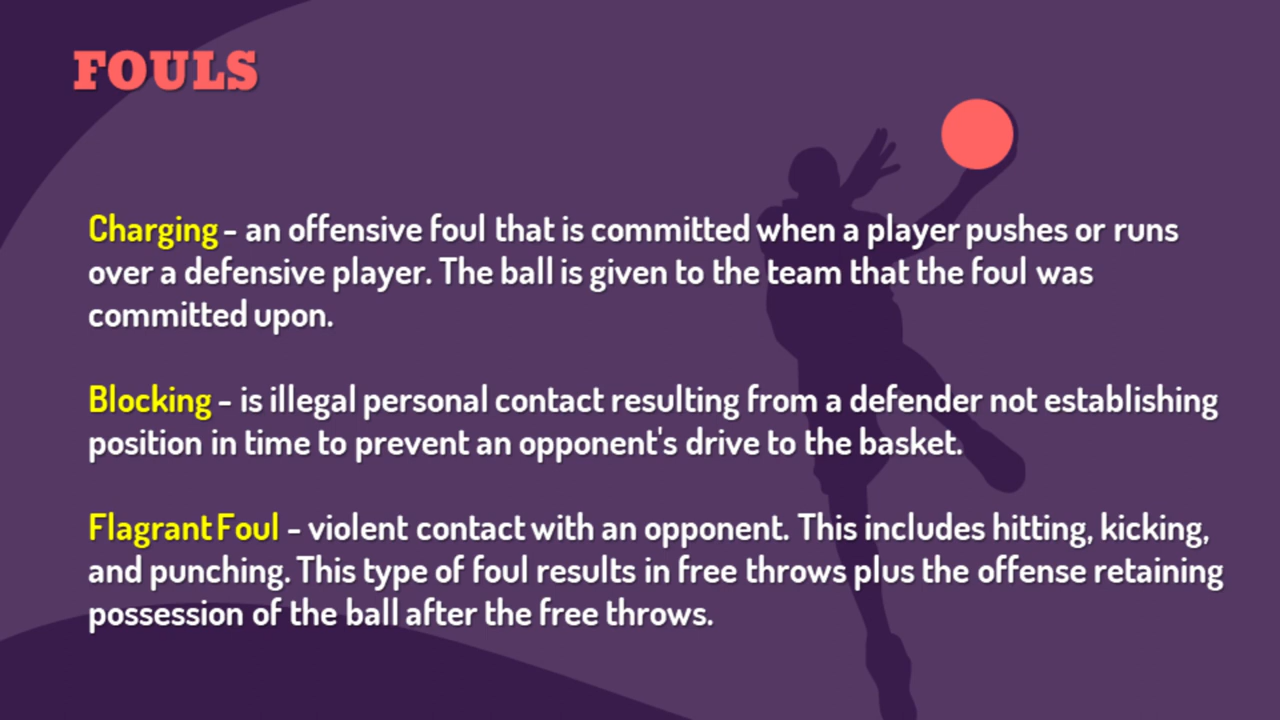 FOULS
Charging - an offensive foul that is committed when a player pushes or runs
over a defensive player. The ball is given to the team that the foul was
committed upon.
Blocking - is illegal personal contact resulting from a defender not establishing
position in time to prevent an opponent's drive to the basket.
Flagrant Foul - violent contact with an opponent. This includes hitting, kicking,
and punching. This type of foul results in free throws plus the offense retaining
possession of the ball after the free throws.